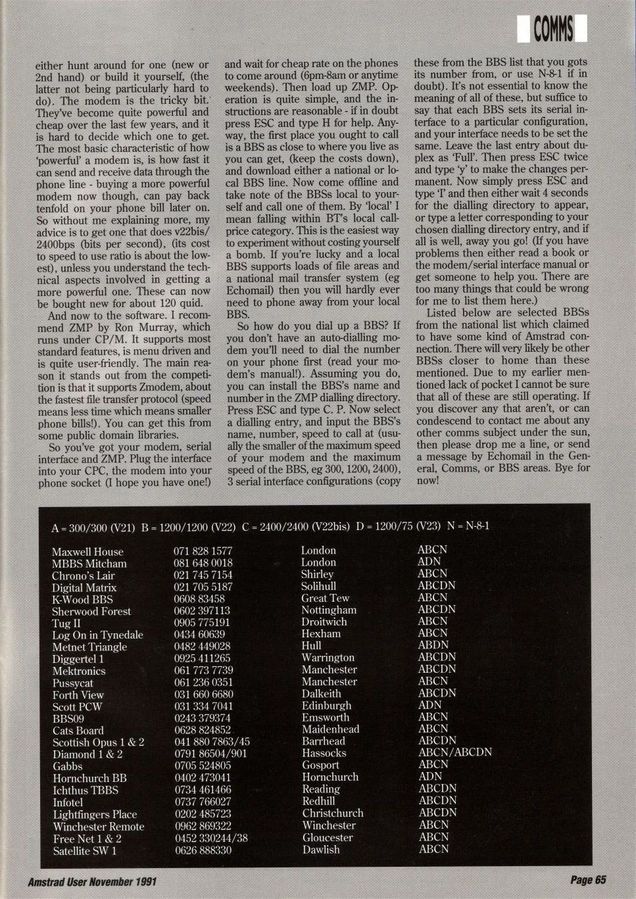 COMMS
either hunt around for one (new or
2nd hand) or build it yourself, (the
latter not being particularly hard to
do). The modem is the tricky bit.
They've become quite powerful and
cheap over the last few years, and it
is hard to decide which one to get.
The most basic characteristic of how
'powerful' a modem is, is how fast it
can send and receive data through the
phone line - buying a more powerful
modem now though, can pay back
tenfold on your phone bill later on.
So without me explaining more, my
advice is to get one that does v22bis/
2400bps (bits per second), (its cost
to speed to use ratio is about the low-
est), unless you understand the tech-
nical aspects involved in getting a
more powerful one. These can now
be bought new for about 120 quid.
And now to the software. I recom-
mend ZMP by Ron Murray, which
runs under CP/M. It supports most
standard features, is menu driven and
is quite user-friendly. The main rea-
son it stands out from the competi-
tion is that it supports Zmodem, about
the fastest file transfer protocol (speed
means less time which means smaller
phone bills!). You can get this from
some public domain libraries.
So you've got your modem, serial
interface and ZMP. Plug the interface
into your CPC, the modem into your
phone socket (I hope you have one!)
and wait for cheap rate on the phones
to come around (6pm-8am or anytime
weekends). Then load up ZMP. Op-
eration is quite simple, and the in-
structions are reasonable - if in doubt
press ESC and type H for help. Any-
way, the first place you ought to call
is a BBS as close to where you live as
you can get, (keep the costs down),
and download either a national or lo-
cal BBS line. Now come offline and
take note of the BBSs local to your-
self and call one of them. By 'local' I
mean falling within BT's local call-
price category. This is the easiest way
to experiment without costing yourself
a bomb. If you're lucky and a local
BBS supports loads of file areas and
a national mail transfer system (eg
Echomail) then you will hardly ever
need to phone away from your local
BBS.
So how do you dial up a BBS? If
you don't have an auto-dialling mo-
dem you'll need to dial the number
on your phone first (read your mo-
dem's manual!). Assuming you do,
you can install the BBS's name and
number in the ZMP dialling directory.
Press ESC and type C. P. Now select
a dialling entry, and input the BBS's
name, number, speed to call at (usu-
ally the smaller of the maximum speed
of your modem and the maximum
speed of the BBS, eg 300, 1200, 2400),
3 serial interface configurations (copy
these from the BBS list that you gots
its number from, or use N-8-1 if in
doubt). It's not essential to know the
meaning of all of these, but suffice to
say that each BBS sets its serial in-
terface to a particular configuration,
and your interface needs to be set the
same. Leave the last entry about du-
plex as 'Full'. Then press ESC twice
and type 'y' to make the changes per-
manent. Now simply press ESC and
type 'I' and then either wait 4 seconds
for the dialling directory to appear,
or type a letter corresponding to your
chosen dialling directory entry, and if
all is well, away you go! (If you have
problems then either read a book or
the modem/serial interface manual or
get someone to help you. There are
too many things that could be wrong
for me to list them here.)
Listed below are selected BBSs
from the national list which claimed
to have some kind of Amstrad con-
nection. There will very likely be other
BBSs closer to home than these
mentioned. Due to my earlier men-
tioned lack of pocket I cannot be sure
that all of these are still operating. If
you discover any that aren't, or can
condescend to contact me about any
other comms subject under the sun,
then please drop me a line, or send
a message by Echomail in the Gen-
eral, Comms, or BBS areas. Bye for
now!
A = 300/300 (V21) B = 1200/1200 (V22) C = 2400/2400 (V22bis) D = 1200/75 (V23) N = N-8-1
Maxwell House 071 828 1577 London ABCN
MBBS Mitcham 081 648 0018 London ADN
Chrono's Lair 021 745 7154 Shirley ABCN
Digital Matrix 021 705 5187 Solihull ABCDN
K-Wood BBS 0608 83458 Great Tew ABCN
Sherwood Forest 0602 397113 Nottingham ABCDN
Tug II 0905 775191 Droitwich ABCN
Log On in Tynedale 0434 60639 Hexham ABCN
Metnet Triangle 0482 449028 Hull ABDN
Diggertel 1 0925 411265 Warrington ABCDN
Mektronics 061 773 7739 Manchester ABCDN
Pussycat 061 236 0351 Manchester ABCN
Forth View 031 660 6680 Dalkeith ABCDN
Scott PCW 031 334 7041 Edinburgh ADN
BBS09 0243 379374 Emsworth ABCN
Cats Board 0628 824852 Maidenhead ABCN
Scottish Opus 1 & 2 041 880 7863/45 Barrhead ABCDN
Diamond 1 & 2 0791 86504/901 Hassocks ABCN/ABCDN
Gabbs 0705 524805 Gosport ABCN
Hornchurch BB 0402 473041 Hornchurch ADN
Ichthus TBBS 0734 461466 Reading ABCDN
Infotel 0737 766027 Redhill ABCDN
Lightfingers Place 0202 485723 Christchurch ABCDN
Winchester Remote 0962 869322 Winchester ABCN
Free Net 1 & 2 0452 330244/38 Gloucester ABCN
Satellite SW 1 0626 888330 Dawlish ABCN
Amstrad User November 1991
Page 65